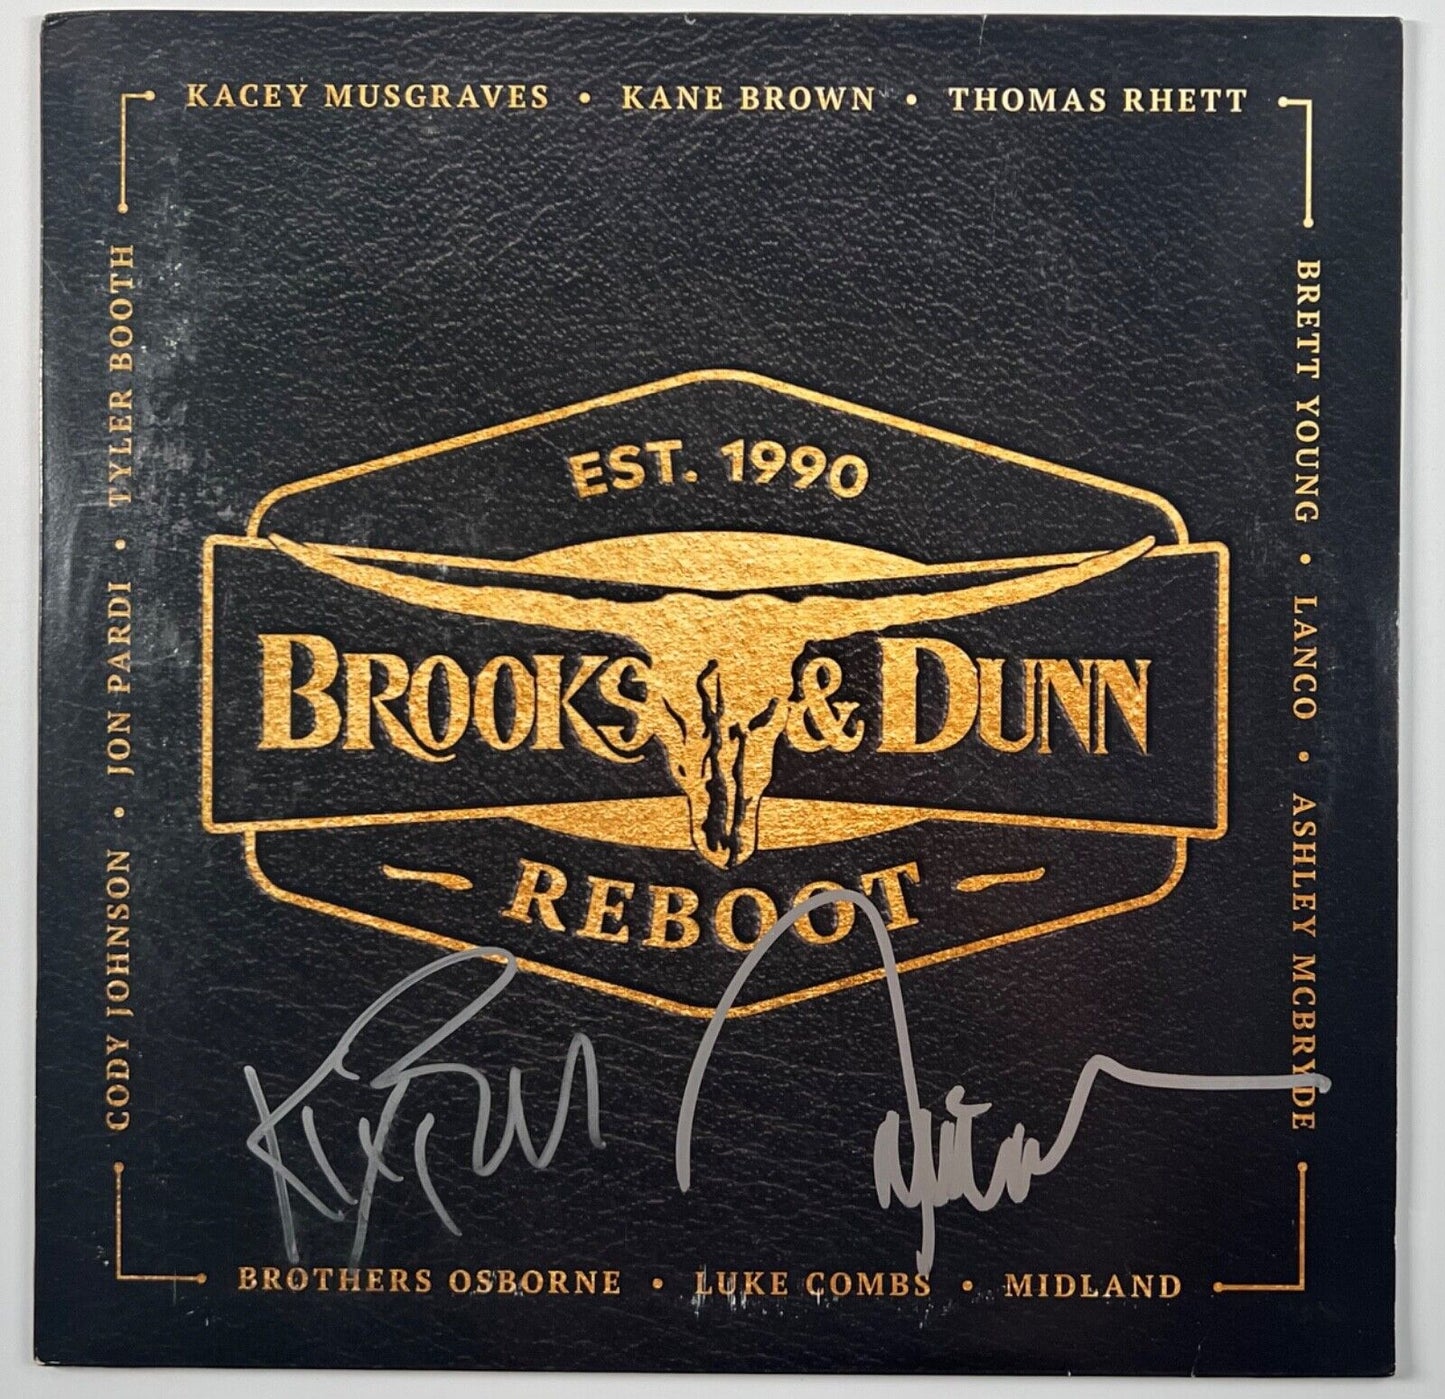 KACEY MUSGRAVES • KANE BROWN • THOMAS RHETT
BRETT YOUNG • LANCO • ASHLEY MCBRYDE
EST. 1990
BROOKS & DUNN
REBOOT
CODY JOHNSON • JON PARDI • TYLER BOOTH
BROTHERS OSBORNE • LUKE COMBS • MIDLAND